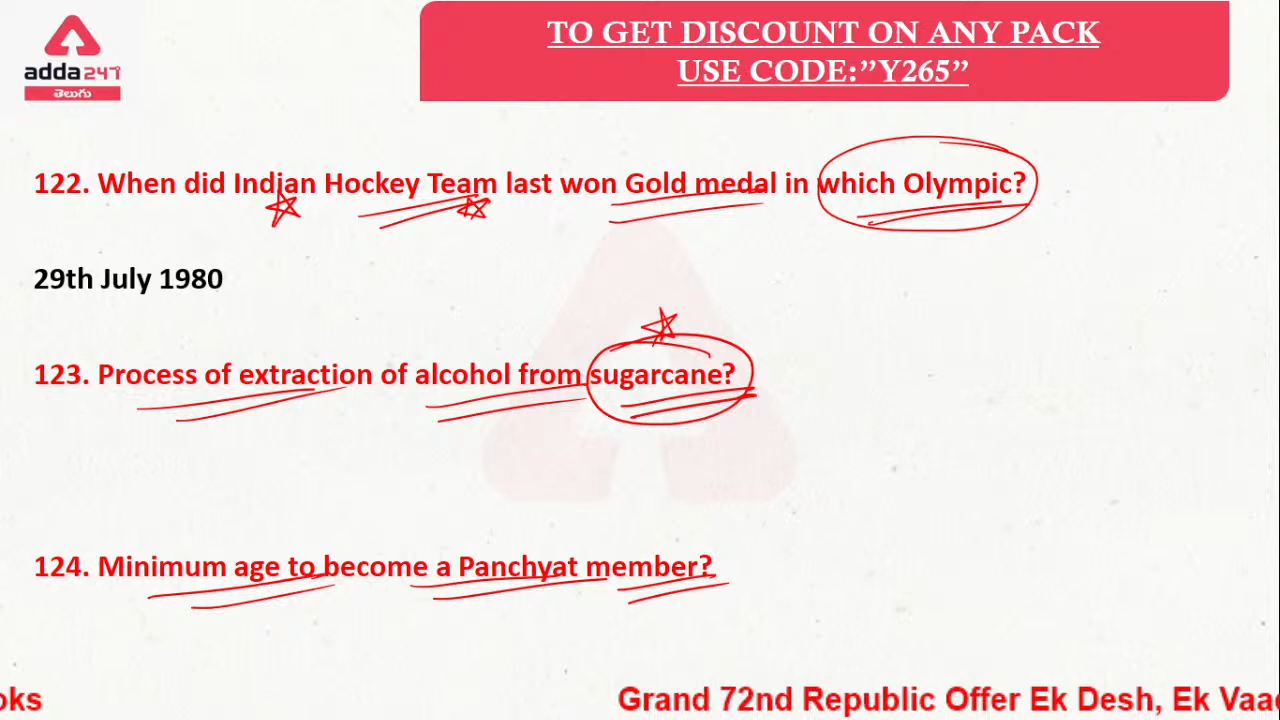 adda247
తెలుగు
TO GET DISCOUNT ON ANY PACK
USE CODE:”Y265”
122. When did Indian Hockey Team last won Gold medal in which Olympic?
29th July 1980
123. Process of extraction of alcohol from sugarcane?
124. Minimum age to become a Panchyat member?
oks Grand 72nd Republic Offer Ek Desh, Ek Vaa